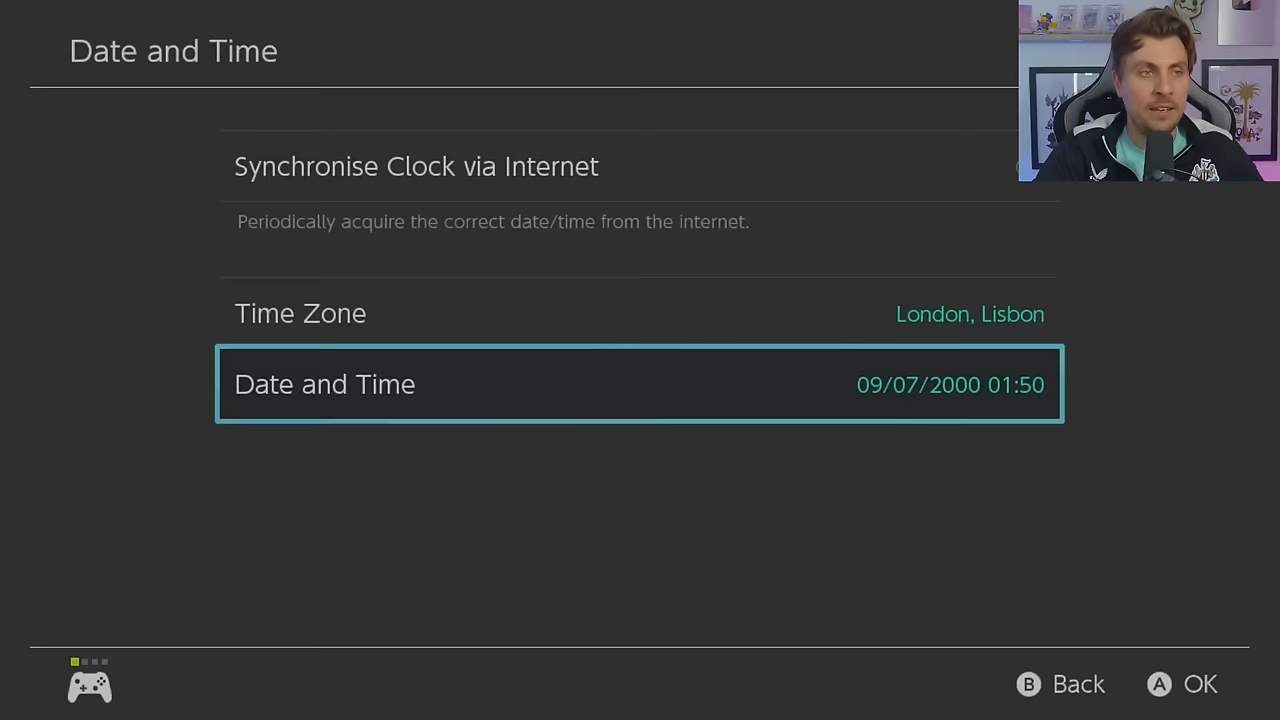 Date and Time
Synchronise Clock via Internet
Periodically acquire the correct date/time from the internet.
Time Zone
London, Lisbon
Date and Time
09/07/2000 01:50
B Back
A OK